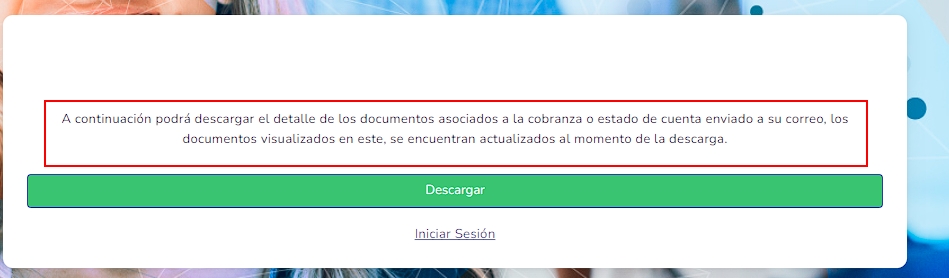 A continuación podrá descargar el detalle de los documentos asociados a la cobranza o estado de cuenta enviado a su correo, los
documentos visualizados en este, se encuentran actualizados al momento de la descarga.
Descargar
Iniciar Sesión